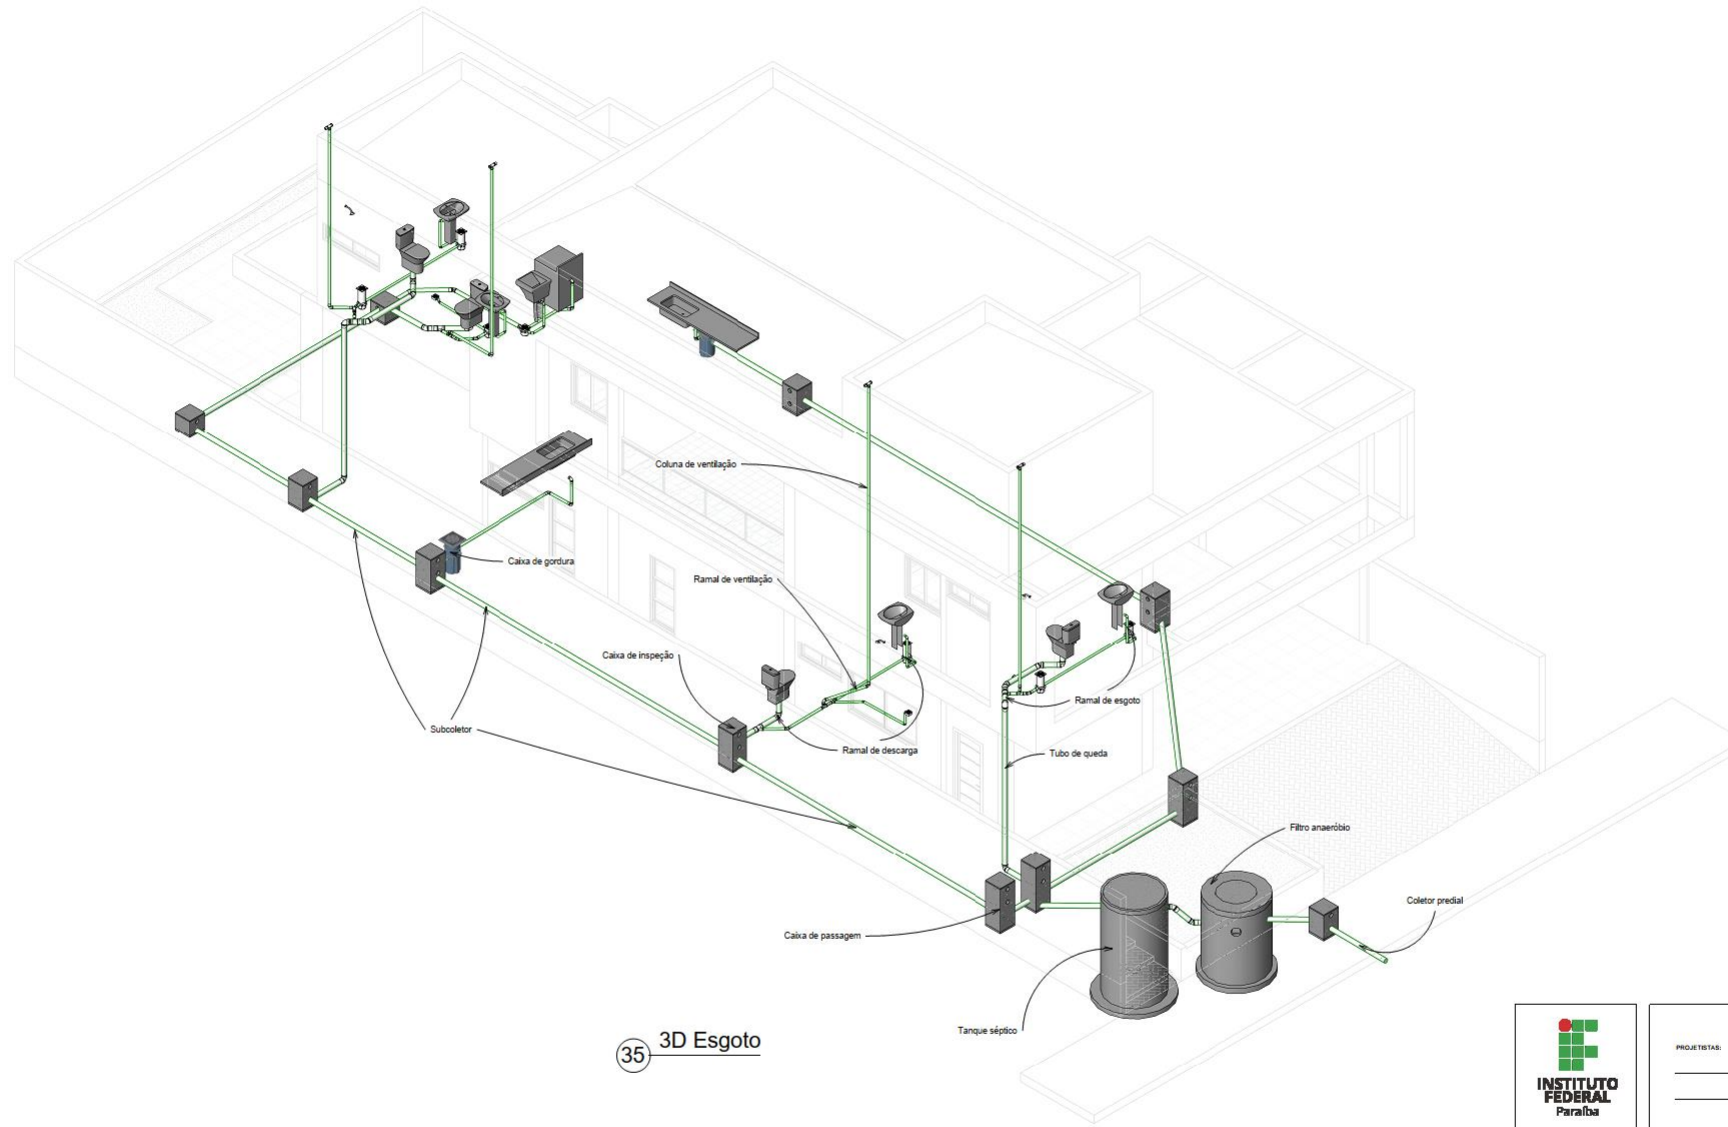 Coluna de ventilação
Caixa de gordura
Ramal de ventilação
Caixa de inspeção
Ramal de esgoto
Subcoletor
Ramal de descarga
Tubo de queda
Filtro anaeróbio
Coletor predial
Caixa de passagem
Tanque séptico
35
3D Esgoto
PROJETISTAS:
INSTITUTO
FEDERAL
Paraíba